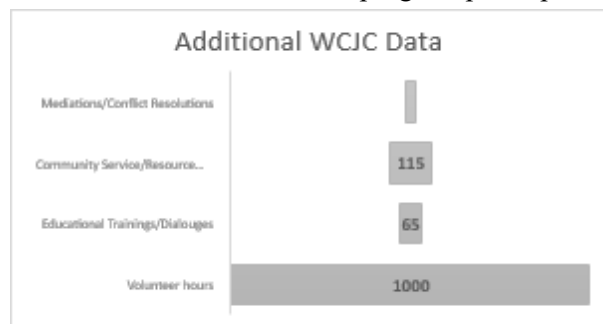 Additional WCJC Data
Mediations/Conflict Resolutions
Community Service/Resource...
115
Educational Trainings/Dialouges
65
Volunteer hours
1000